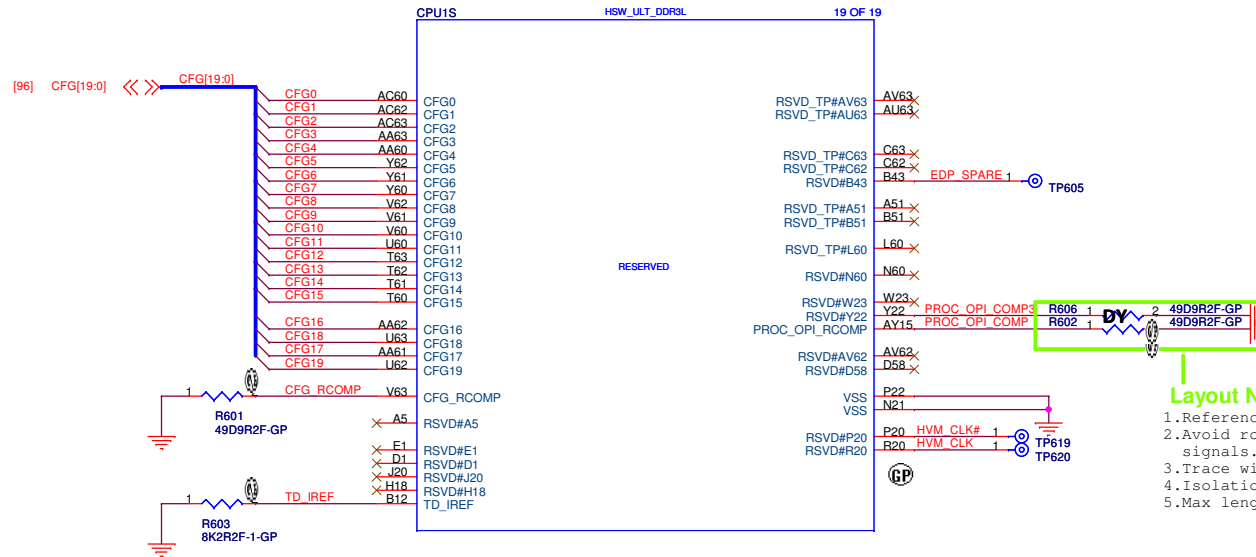 CPU1S HSW_ULT_DDR3L 19 OF 19
[96] CFG[19:0] CFG[19:0]
CFG0 AC60 CFG0
CFG1 AC62 CFG1
CFG2 AC63 CFG2
CFG3 AA63 CFG3
CFG4 AA60 CFG4
CFG5 Y62 CFG5
CFG6 Y61 CFG6
CFG7 Y60 CFG7
CFG8 V62 CFG8
CFG9 V61 CFG9
CFG10 V60 CFG10
CFG11 U60 CFG11
CFG12 T63 CFG12
CFG13 T62 CFG13
CFG14 T61 CFG14
CFG15 T60 CFG15
CFG16 AA62 CFG16
CFG18 U63 CFG18
CFG17 AA61 CFG17
CFG19 U62 CFG19
1 CFG_RCOMP V63 CFG_RCOMP
R601
49D9R2F-GP
A5 RSVD#A5
E1 RSVD#E1
D1 RSVD#D1
J20 RSVD#J20
H18 RSVD#H18
1 TD_IREF B12 TD_IREF
R603
8K2R2F-1-GP
RESERVED
RSVD_TP#AV63 AV63
RSVD_TP#AU63 AU63
RSVD_TP#C63 C63
RSVD_TP#C62 C62
RSVD#B43 B43 EDP_SPARE 1 TP605
RSVD_TP#A51 A51
RSVD_TP#B51 B51
RSVD_TP#L60 L60
RSVD#N60 N60
RSVD#W23 W23
RSVD#Y22 Y22 PROC_OPI_COMP3 R606 1 DY 2 49D9R2F-GP
PROC_OPI_RCOMP AY15 PROC_OPI_COMP R602 1 49D9R2F-GP
RSVD#AV62 AV62
RSVD#D58 D58
VSS P22
VSS N21
RSVD#P20 P20 HVM_CLK# 1 TP619
RSVD#R20 R20 HVM_CLK 1 TP620
GP
Layout N
1.Referenc
2.Avoid ro
signals.
3.Trace wi
4.Isolatio
5.Max leng